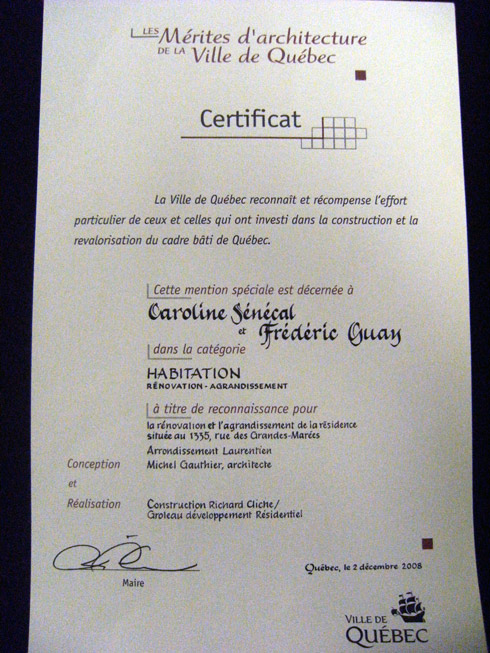 LES Mérites d'architecture
DE LA Ville de Québec
Certificat
La Ville de Québec reconnaît et récompense l'effort
particulier de ceux et celles qui ont investi dans la construction et la
revalorisation du cadre bâti de Québec.
Cette mention spéciale est décernée à
Caroline Sénécal
et Frédéric Guay
dans la catégorie
HABITATION
RÉNOVATION - AGRANDISSEMENT
à titre de reconnaissance pour
la rénovation et l'agrandissement de la résidence
située au 1335, rue des Grandes-Marées
Arrondissement Laurentien
Conception Michel Gauthier, architecte
et
Réalisation Construction Richard Cliche/
Groleau développement Résidentiel
Maire
Québec, le 2 décembre 2008
VILLE DE
QUÉBEC